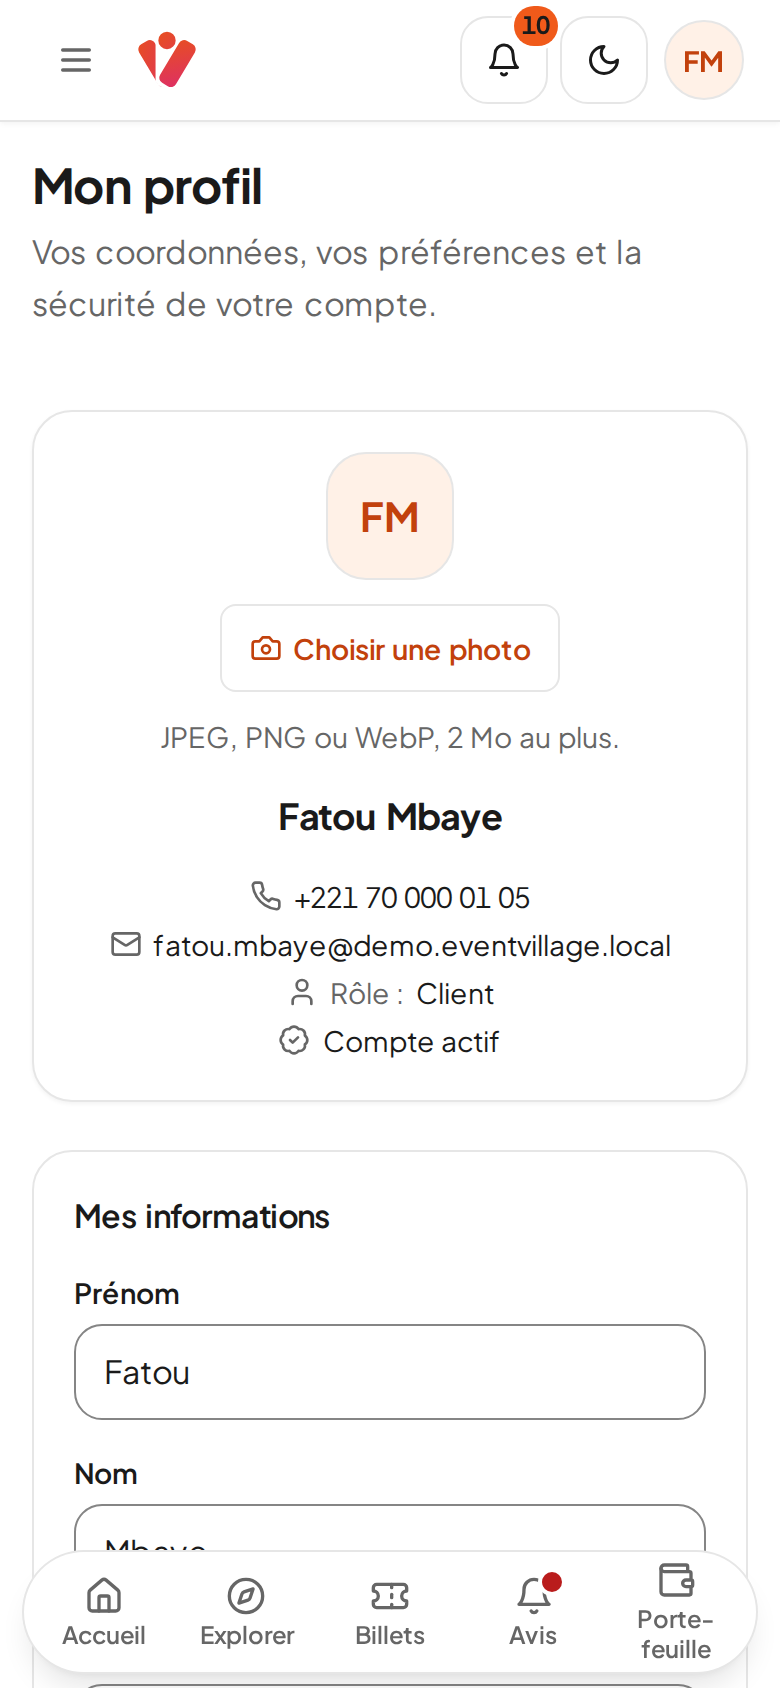 10
FM
Mon profil
Vos coordonnées, vos préférences et la
sécurité de votre compte.
FM
Choisir une photo
JPEG, PNG ou WebP, 2 Mo au plus.
Fatou Mbaye
+221 70 000 01 05
fatou.mbaye@demo.eventvillage.local
Rôle : Client
Compte actif
Mes informations
Prénom
Fatou
Nom
Mbaye
Accueil
Explorer
Billets
Avis
Porte-
feuille